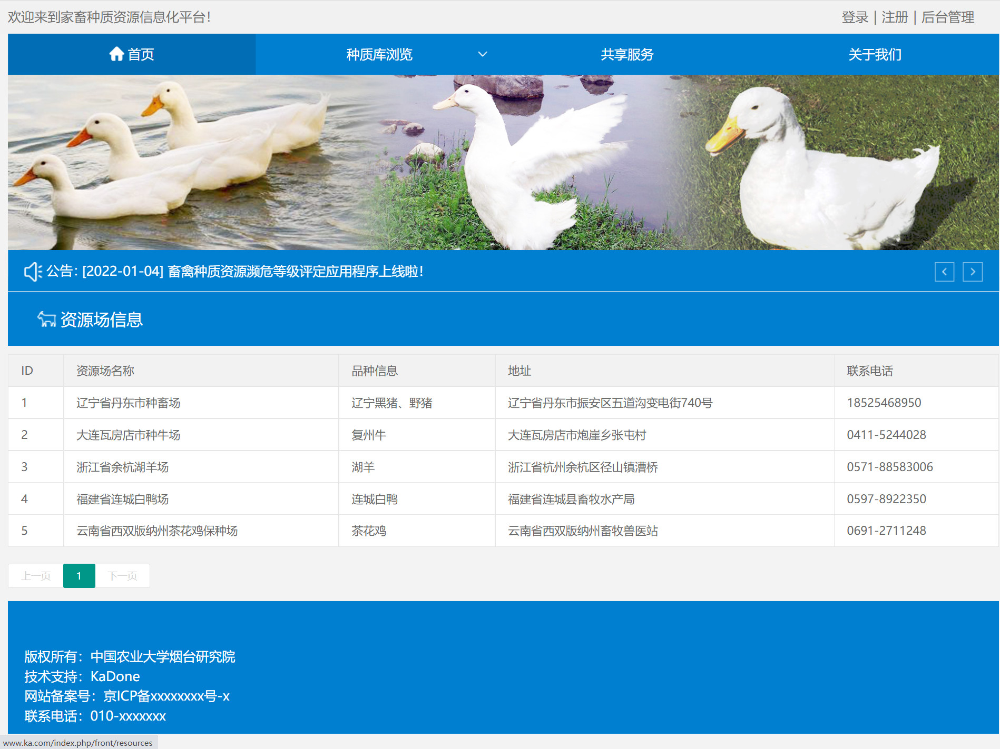 欢迎来到家畜种质资源信息化平台！
登录 | 注册 | 后台管理
首页 种质库浏览 共享服务 关于我们
公告：[2022-01-04] 畜禽种质资源濒危等级评定应用程序上线啦！
资源场信息
ID 资源场名称 品种信息 地址 联系电话
1 辽宁省丹东市种畜场 辽宁黑猪、野猪 辽宁省丹东市振安区五道沟变电街740号 18525468950
2 大连瓦房店市种牛场 复州牛 大连瓦房店市炮崖乡张屯村 0411-5244028
3 浙江省余杭湖羊场 湖羊 浙江省杭州余杭区径山镇漕桥 0571-88583006
4 福建省连城白鸭场 连城白鸭 福建省连城县畜牧水产局 0597-8922350
5 云南省西双版纳州茶花鸡保种场 茶花鸡 云南省西双版纳州畜牧兽医站 0691-2711248
上一页 1 下一页
版权所有：中国农业大学烟台研究院
技术支持：KaDone
网站备案号：京ICP备xxxxxxxx号-x
联系电话：010-xxxxxxx
www.ka.com/index.php/front/resources